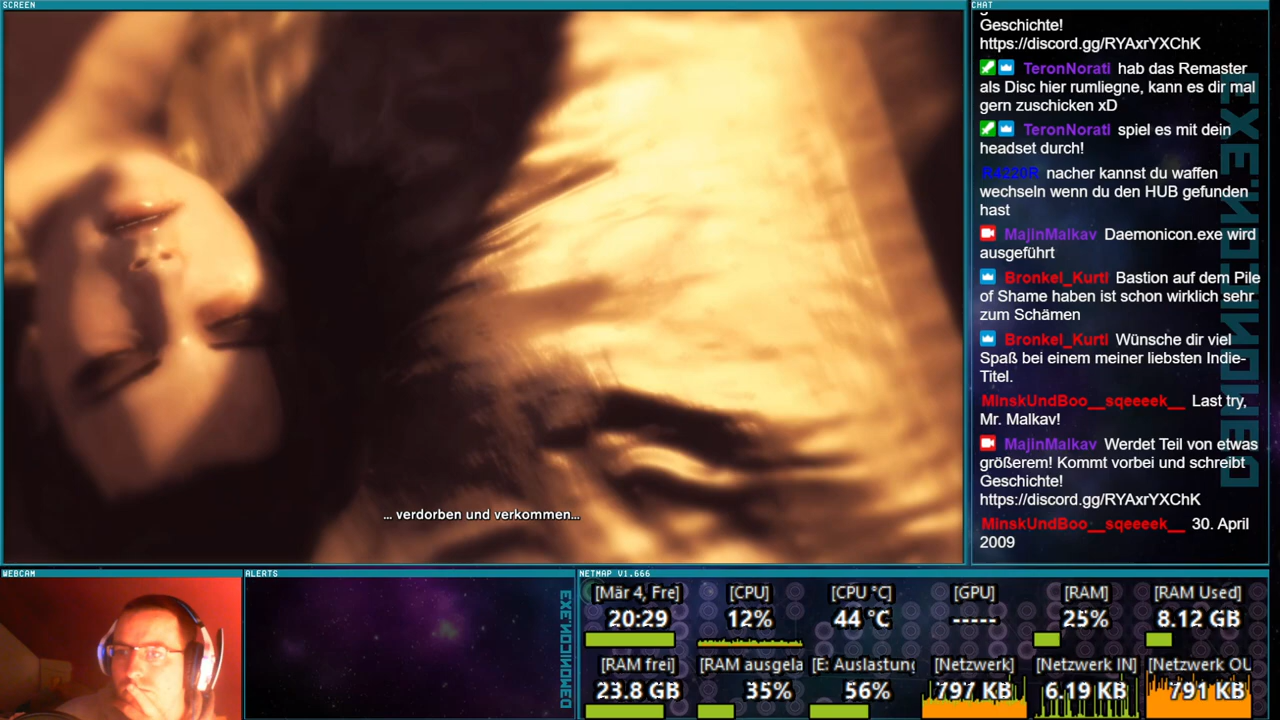 SCREEN
... verdorben und verkommen...
CHAT
Geschichte!
https://discord.gg/RYAxrYXChK
TeronNorati hab das Remaster
als Disc hier rumliegne, kann es dir mal
gern zuschicken xD
TeronNorati spiel es mit dein
headset durch!
R4220R nacher kannst du waffen
wechseln wenn du den HUB gefunden
hast
MajinMalkav Daemonicon.exe wird
ausgeführt
Bronkel_Kurti Bastion auf dem Pile
of Shame haben ist schon wirklich sehr
zum Schämen
Bronkel_Kurti Wünsche dir viel
Spaß bei einem meiner liebsten Indie-
Titel.
MinskUndBoo__sqeeeek__ Last try,
Mr. Malkav!
MajinMalkav Werdet Teil von etwas
größerem! Kommt vorbei und schreibt
Geschichte!
https://discord.gg/RYAxrYXChK
MinskUndBoo__sqeeeek__ 30. April
2009
WEBCAM
ALERTS
NETMAP V1.666
[Mär 4, Fre] [CPU] [CPU °C] [GPU] [RAM] [RAM Used]
20:29 12% 44 °C ----- 25% 8.12 GB
[RAM frei] [RAM ausgela [E: Auslastung [Netzwerk] [Netzwerk IN] [Netzwerk OU
23.8 GB 35% 56% 797 KB 6.19 KB 791 KB